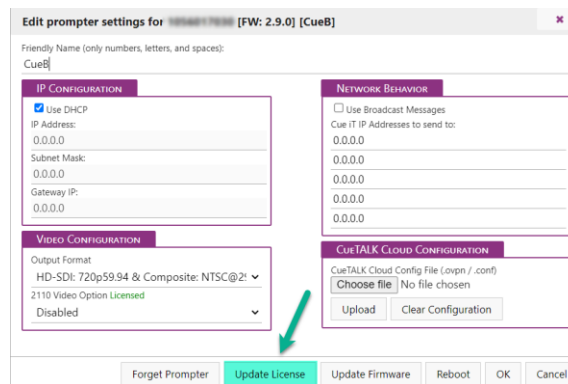 Edit prompter settings for [FW: 2.9.0] [CueB]
×
Friendly Name (only numbers, letters, and spaces):
CueB
IP Configuration
Use DHCP
IP Address:
0.0.0.0
Subnet Mask:
0.0.0.0
Gateway IP:
0.0.0.0
Video Configuration
Output Format
HD-SDI: 720p59.94 & Composite: NTSC@2
2110 Video Option Licensed
Disabled
Network Behavior
Use Broadcast Messages
Cue iT IP Addresses to send to:
0.0.0.0
0.0.0.0
0.0.0.0
0.0.0.0
0.0.0.0
CueTALK Cloud Configuration
CueTALK Cloud Config File (.ovpn / .conf)
Choose file No file chosen
Upload Clear Configuration
Forget Prompter Update License Update Firmware Reboot OK Cancel